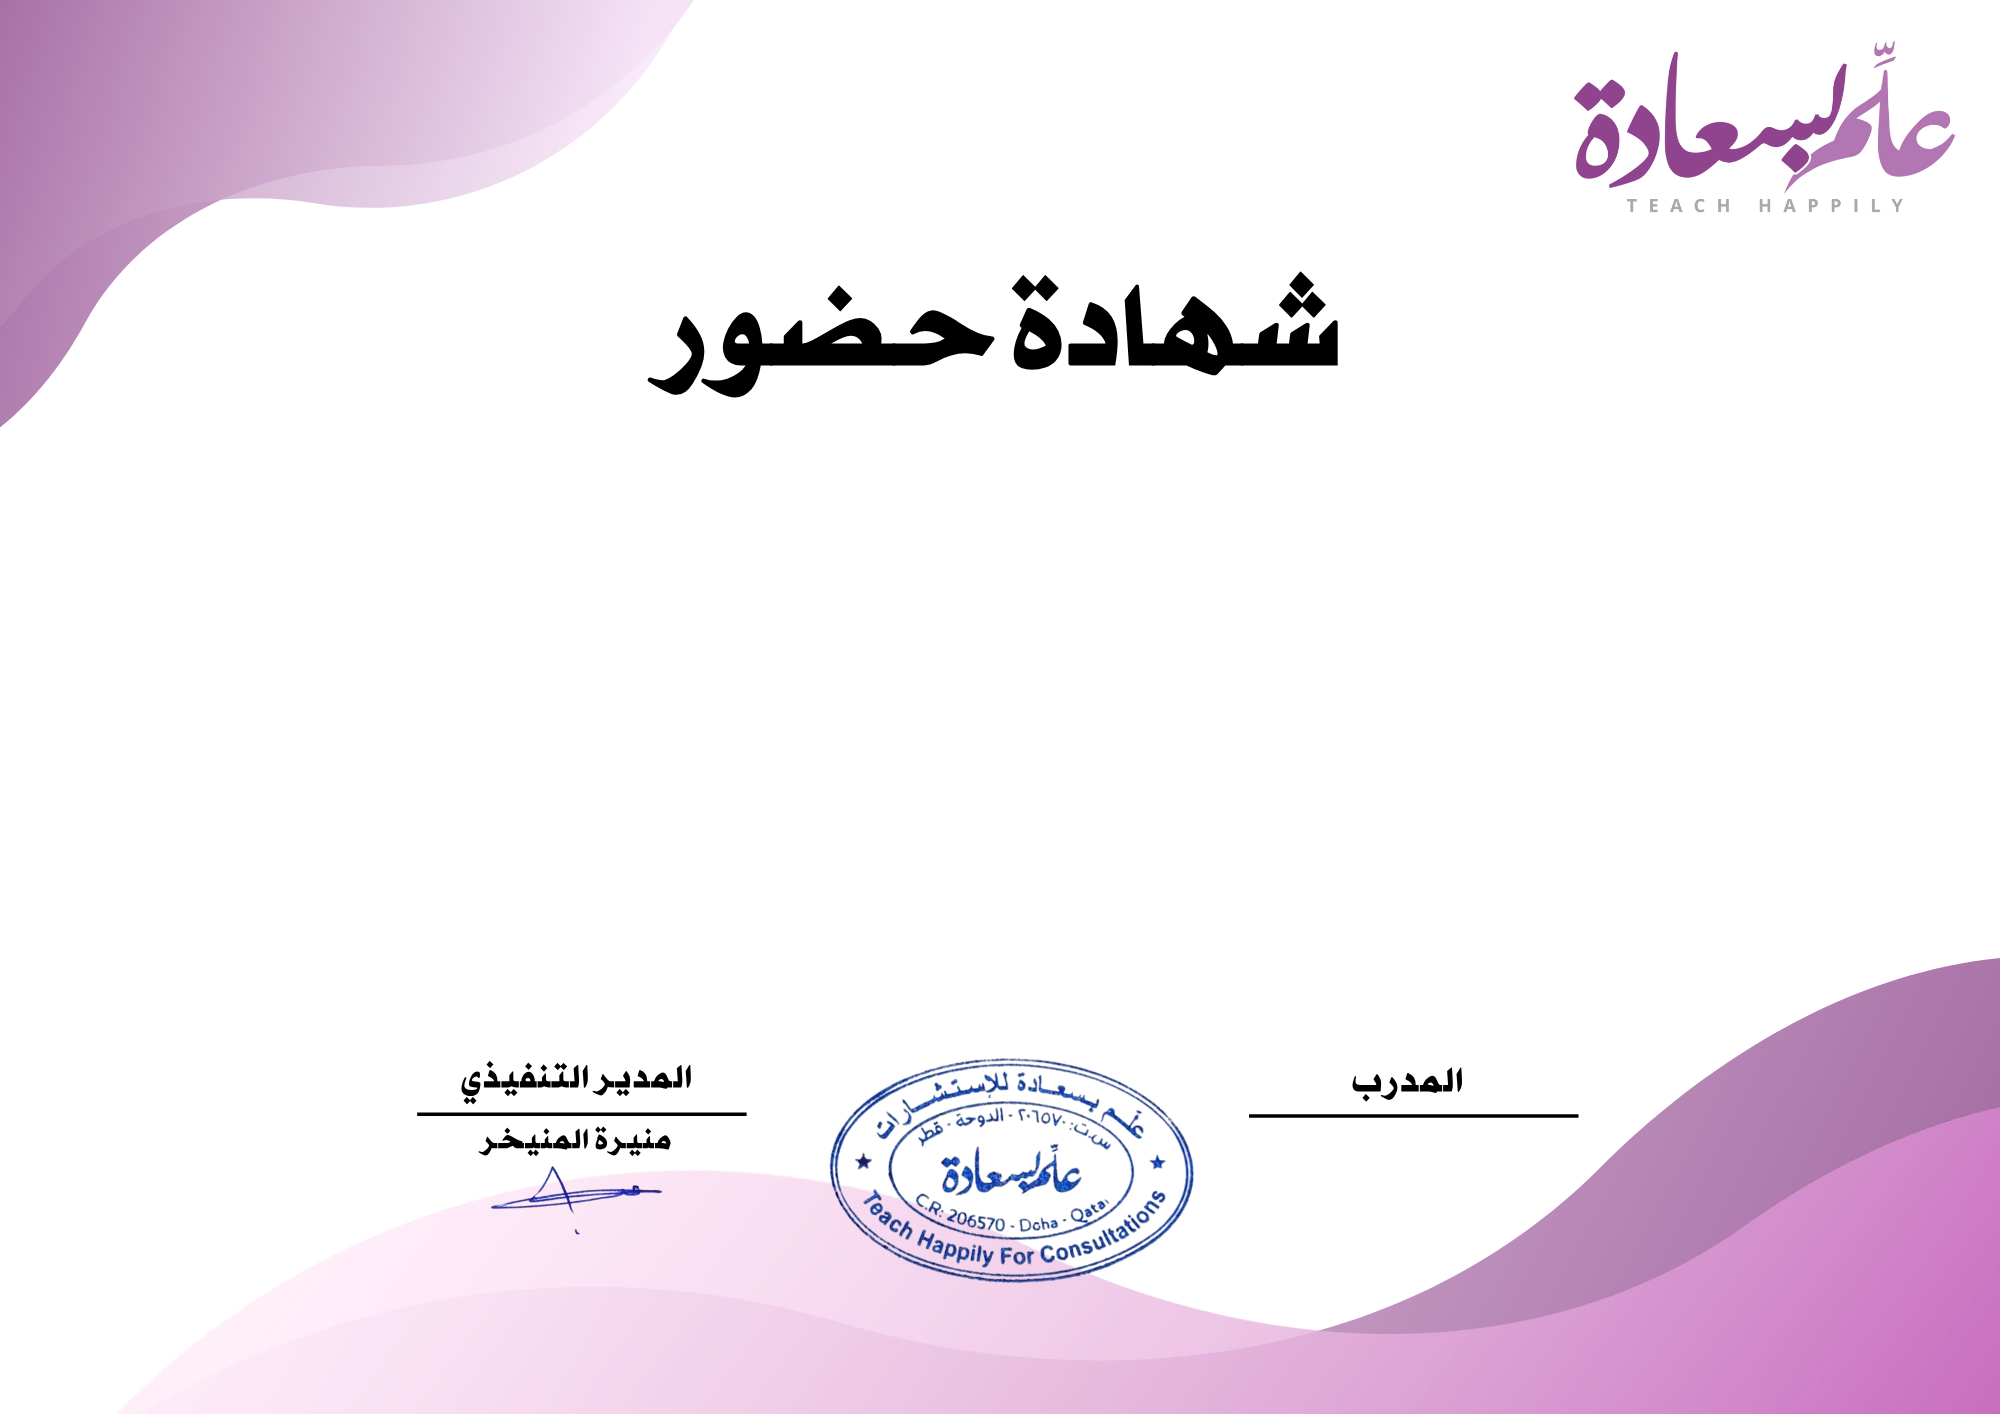 علِّم بسعادة
TEACH HAPPILY
شهادة حضور
المدرب
المدير التنفيذي
منيرة المنيخر
علّم بسعادة للإستشارات
س.ت: ٢٠٦٥٧٠ - الدوحة - قطر
علِّم بسعادة
C.R: 206570 - Doha - Qatar
Teach Happily For Consultations